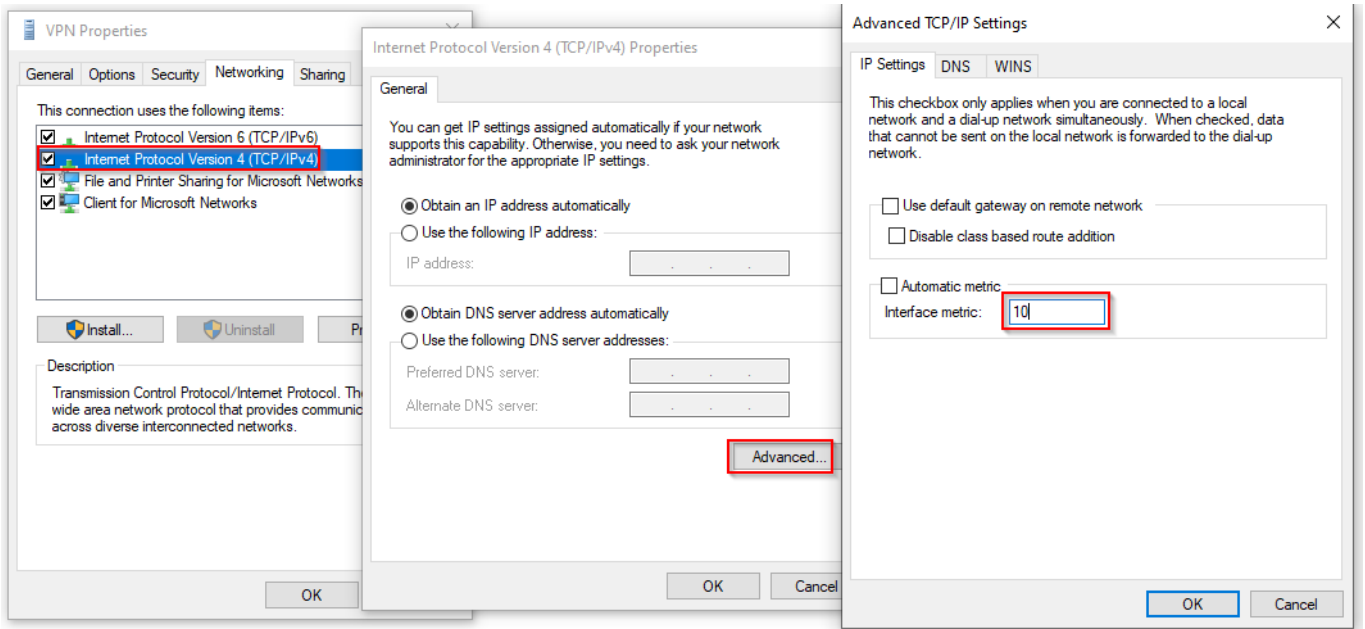 VPN Properties
General
Options
Security
Networking
Sharing
This connection uses the following items:
Internet Protocol Version 6 (TCP/IPv6)
Internet Protocol Version 4 (TCP/IPv4)
File and Printer Sharing for Microsoft Networks
Client for Microsoft Networks
Install...
Uninstall
Pr
Description
Transmission Control Protocol/Internet Protocol. The
wide area network protocol that provides communic
across diverse interconnected networks.
OK
Internet Protocol Version 4 (TCP/IPv4) Properties
General
You can get IP settings assigned automatically if your network
supports this capability. Otherwise, you need to ask your network
administrator for the appropriate IP settings.
Obtain an IP address automatically
Use the following IP address:
IP address:
Obtain DNS server address automatically
Use the following DNS server addresses:
Preferred DNS server:
Alternate DNS server:
Advanced...
OK
Cancel
Advanced TCP/IP Settings
IP Settings
DNS
WINS
This checkbox only applies when you are connected to a local
network and a dial-up network simultaneously. When checked, data
that cannot be sent on the local network is forwarded to the dial-up
network.
Use default gateway on remote network
Disable class based route addition
Automatic metric
Interface metric:
10
OK
Cancel